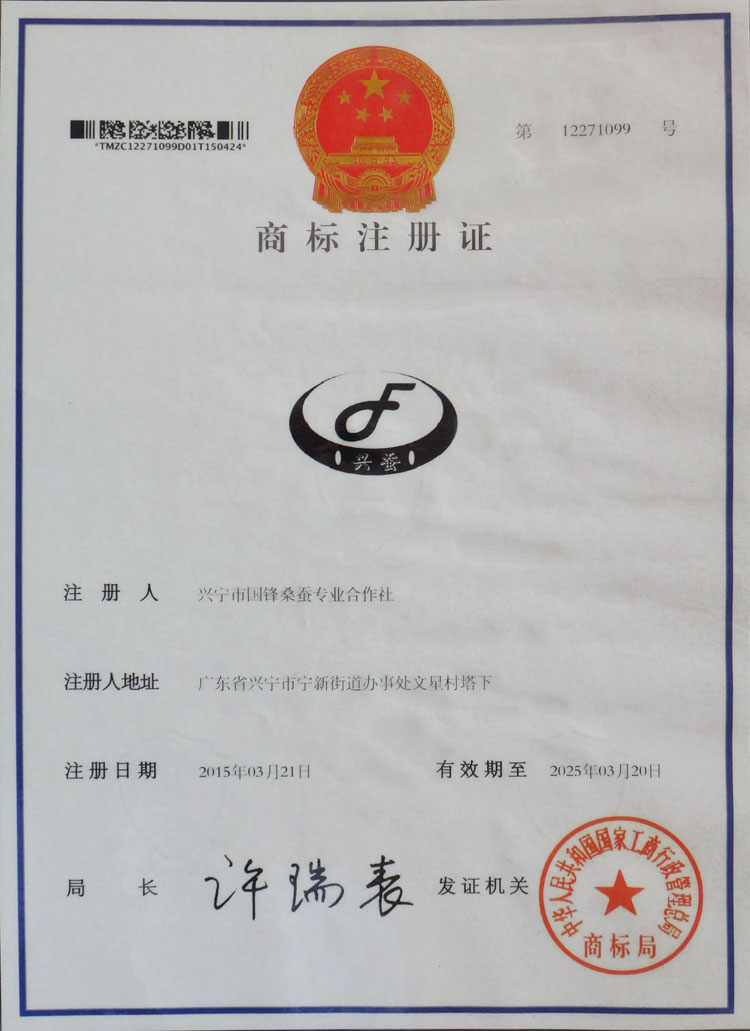 *TMZC12271099D01T150424*
第 12271099 号
商标注册证
F
兴蚕
注册人 兴宁市国锋桑蚕专业合作社
注册人地址 广东省兴宁市宁新街道办事处文星村塔下
注册日期 2015年03月21日 有效期至 2025年03月20日
局长 许瑞表 发证机关
中华人民共和国国家工商行政管理总局
商标局